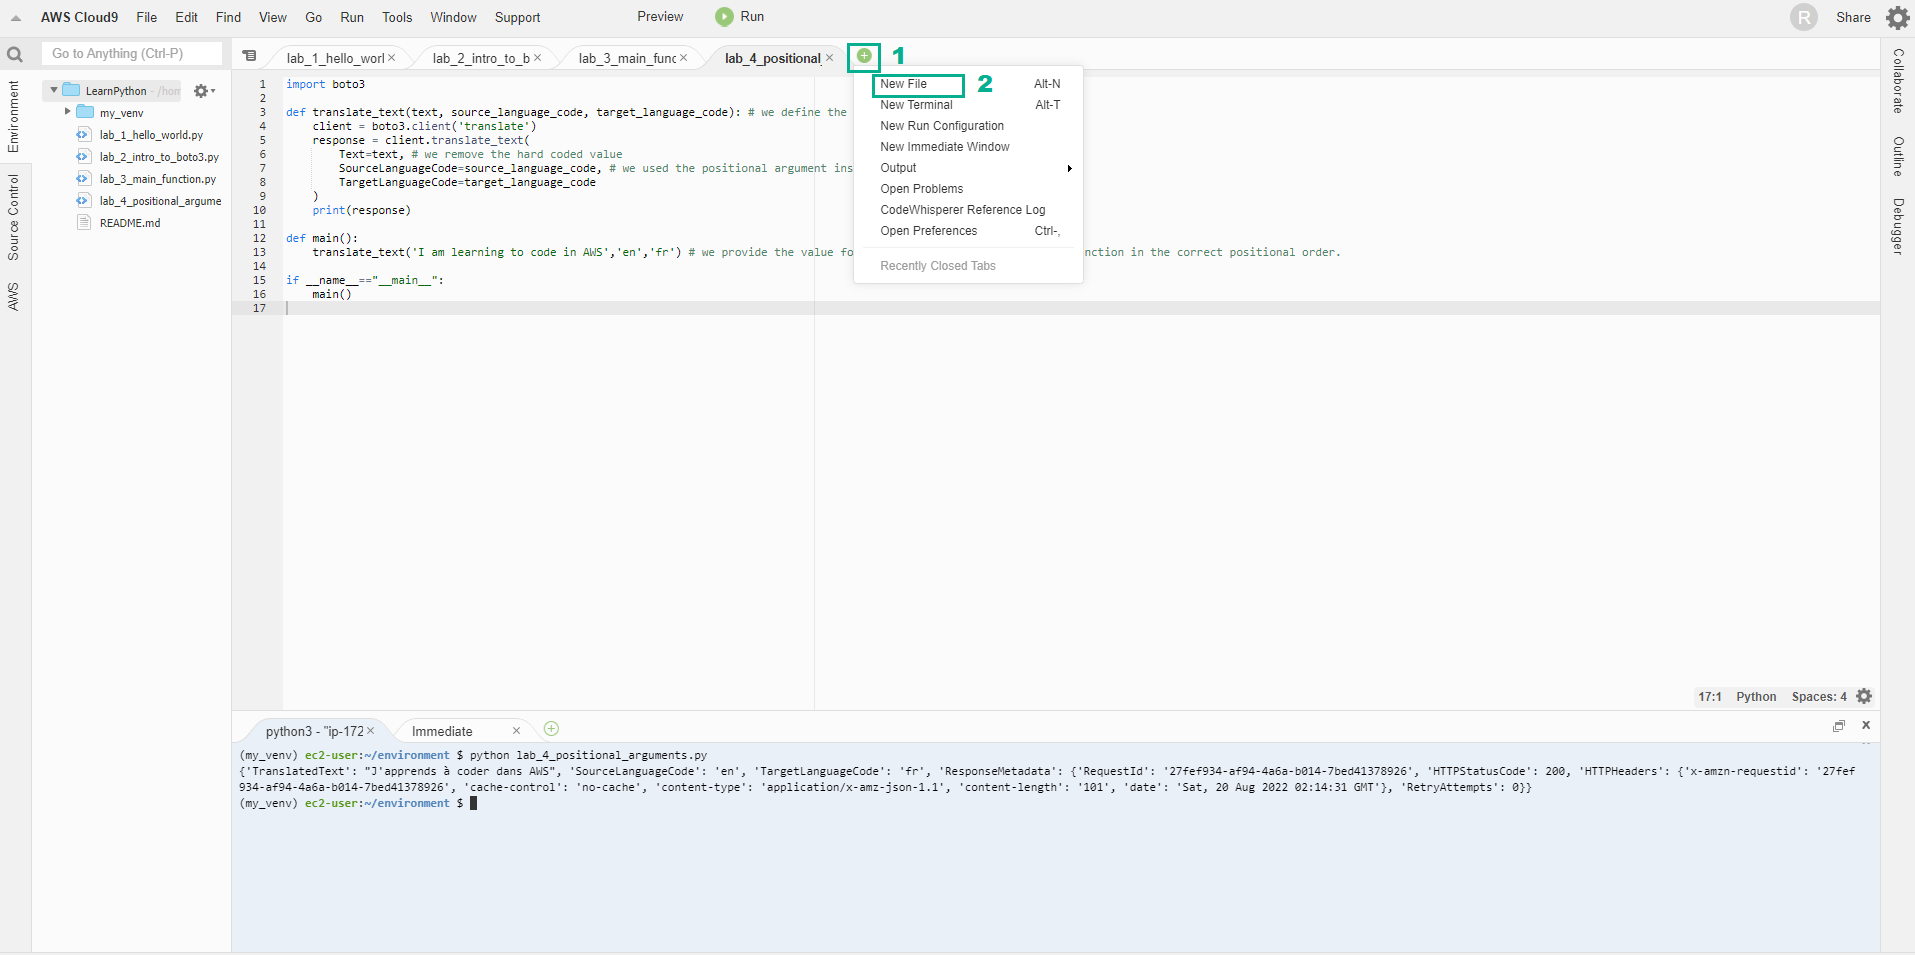 AWS Cloud9 File Edit Find View Go Run Tools Window Support Preview Run R Share
Go to Anything (Ctrl-P)
lab_1_hello_worl × lab_2_intro_to_b × lab_3_main_func × lab_4_positional_ × 1
Environment
Source Control
AWS
LearnPython - /hom
my_venv
lab_1_hello_world.py
lab_2_intro_to_boto3.py
lab_3_main_function.py
lab_4_positional_argume
README.md
1 import boto3
2
3 def translate_text(text, source_language_code, target_language_code): # we define the
4 client = boto3.client('translate')
5 response = client.translate_text(
6 Text=text, # we remove the hard coded value
7 SourceLanguageCode=source_language_code, # we used the positional argument ins
8 TargetLanguageCode=target_language_code
9 )
10 print(response)
11
12 def main():
13 translate_text('I am learning to code in AWS','en','fr') # we provide the value fo nction in the correct positional order.
14
15 if __name__=="__main__":
16 main()
17
New File Alt-N 2
New Terminal Alt-T
New Run Configuration
New Immediate Window
Output
Open Problems
CodeWhisperer Reference Log
Open Preferences Ctrl-,
Recently Closed Tabs
Collaborate
Outline
Debugger
17:1 Python Spaces: 4
python3 - "ip-172 × Immediate ×
(my_venv) ec2-user:~/environment $ python lab_4_positional_arguments.py
{'TranslatedText': "J'apprends à coder dans AWS", 'SourceLanguageCode': 'en', 'TargetLanguageCode': 'fr', 'ResponseMetadata': {'RequestId': '27fef934-af94-4a6a-b014-7bed41378926', 'HTTPStatusCode': 200, 'HTTPHeaders': {'x-amzn-requestid': '27fef
934-af94-4a6a-b014-7bed41378926', 'cache-control': 'no-cache', 'content-type': 'application/x-amz-json-1.1', 'content-length': '101', 'date': 'Sat, 20 Aug 2022 02:14:31 GMT'}, 'RetryAttempts': 0}}
(my_venv) ec2-user:~/environment $